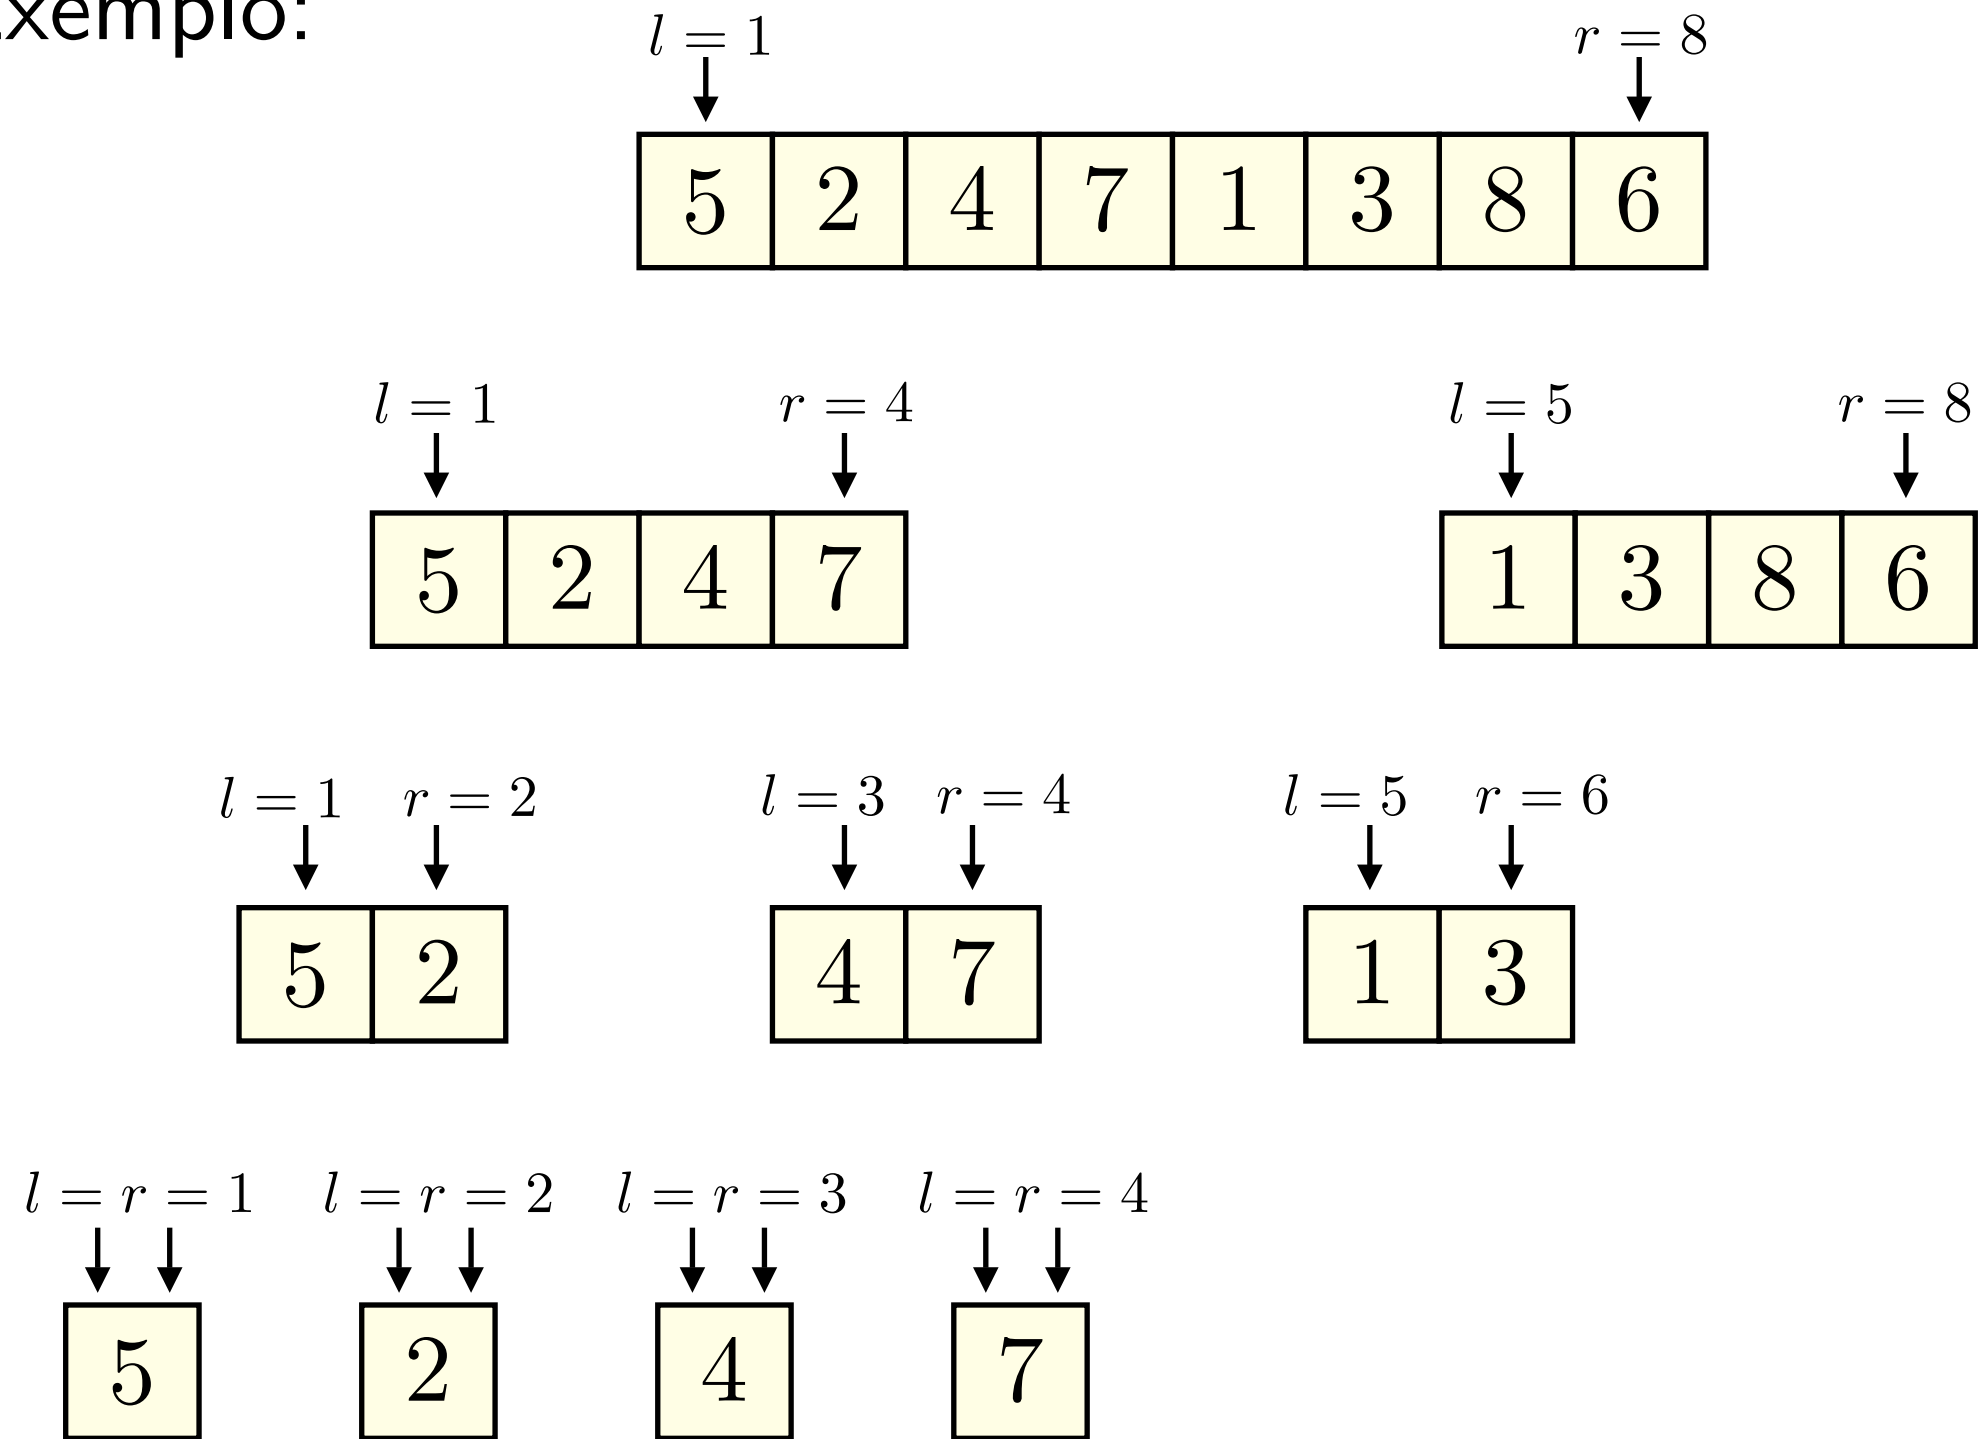 xemplo:
l = 1 r = 8
5 2 4 7 1 3 8 6
l = 1 r = 4 l = 5 r = 8
5 2 4 7 1 3 8 6
l = 1 r = 2 l = 3 r = 4 l = 5 r = 6
5 2 4 7 1 3
l = r = 1 l = r = 2 l = r = 3 l = r = 4
5 2 4 7